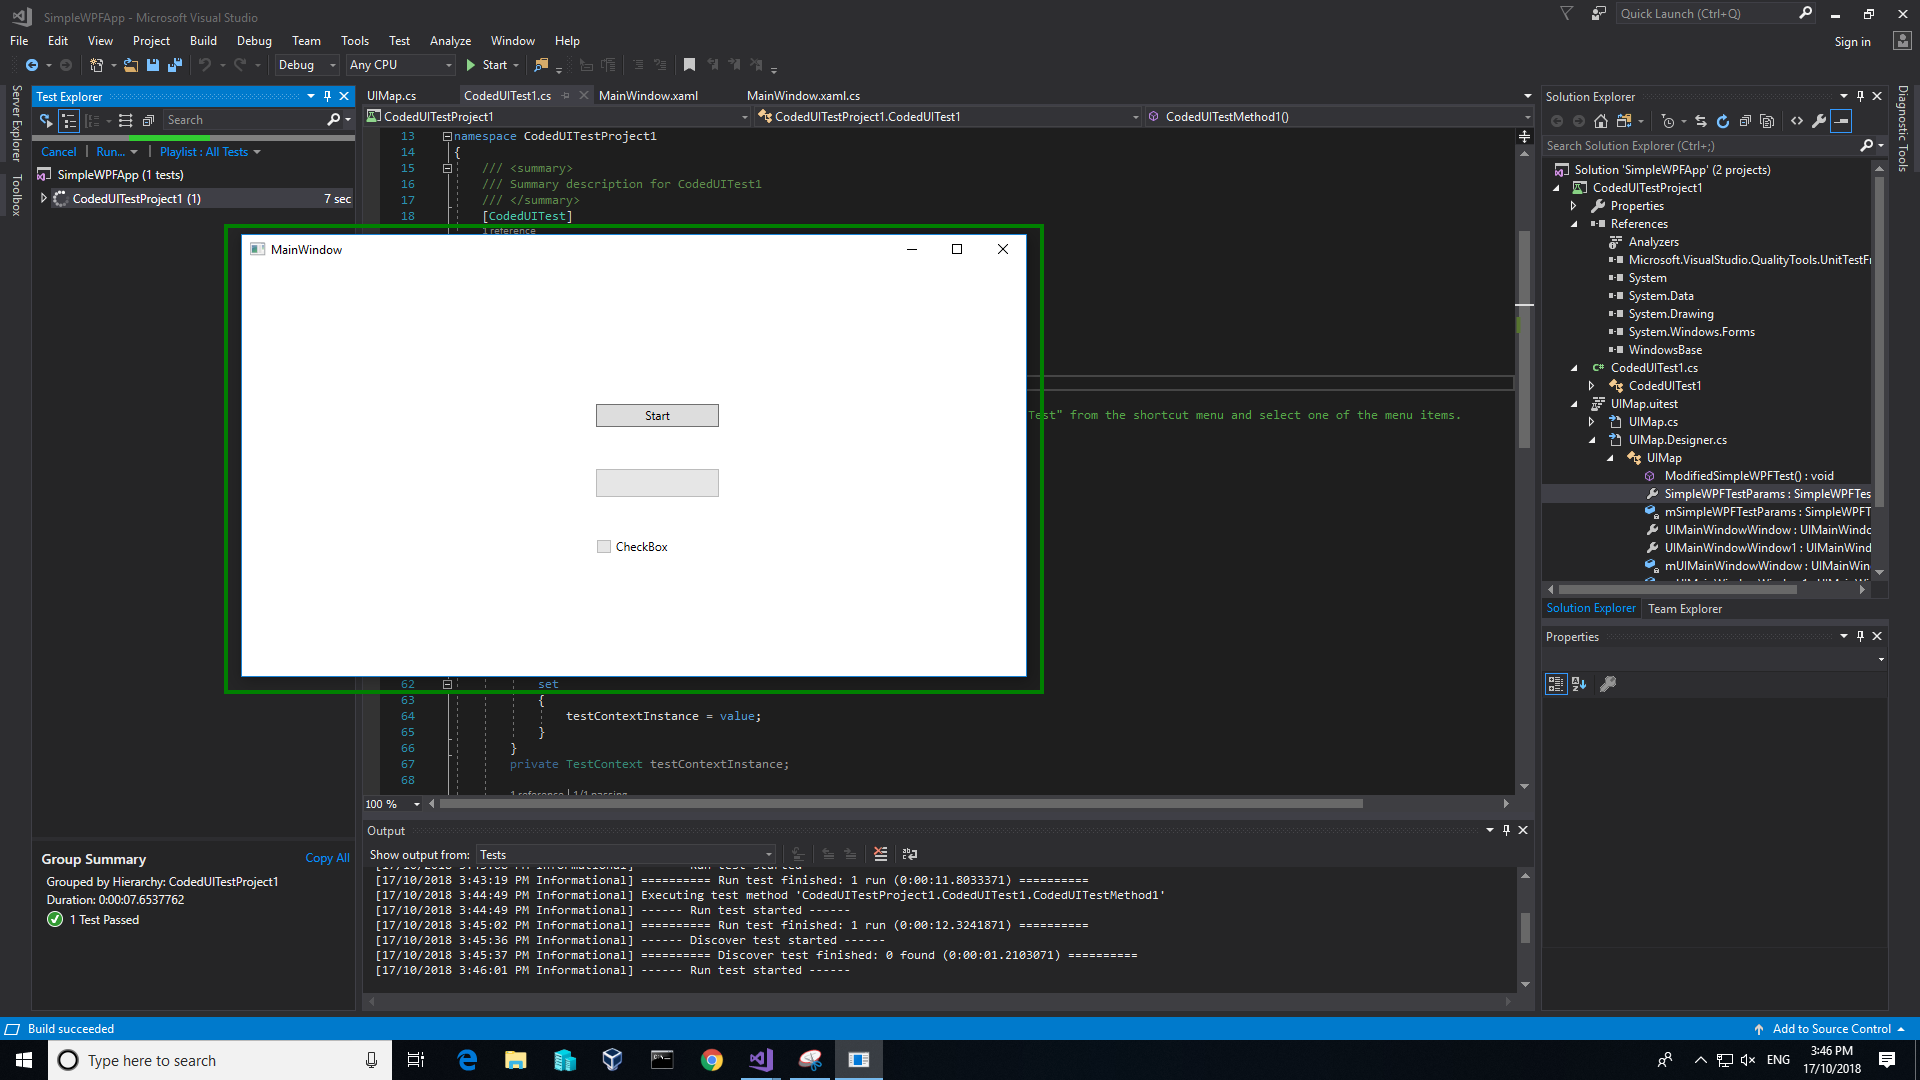 SimpleWPFApp - Microsoft Visual Studio
Quick Launch (Ctrl+Q)
File Edit View Project Build Debug Team Tools Test Analyze Window Help
Sign in
Debug Any CPU Start
Server Explorer
Toolbox
Test Explorer
Search
Cancel Run... Playlist : All Tests
SimpleWPFApp (1 tests)
CodedUITestProject1 (1) 7 sec
Group Summary Copy All
Grouped by Hierarchy: CodedUITestProject1
Duration: 0:00:07.6537762
1 Test Passed
UIMap.cs CodedUITest1.cs MainWindow.xaml MainWindow.xaml.cs
CodedUITestProject1 CodedUITestProject1.CodedUITest1 CodedUITestMethod1()
13 namespace CodedUITestProject1
14 {
15 /// <summary>
16 /// Summary description for CodedUITest1
17 /// </summary>
18 [CodedUITest]
1 reference
MainWindow
Start
CheckBox
Test" from the shortcut menu and select one of the menu items.
62 set
63 {
64 testContextInstance = value;
65 }
66 }
67 private TestContext testContextInstance;
68
1 reference | 1/1 passing
100 %
Output
Show output from: Tests
[17/10/2018 3:43:19 PM Informational] ========== Run test finished: 1 run (0:00:11.8033371) ==========
[17/10/2018 3:44:49 PM Informational] Executing test method 'CodedUITestProject1.CodedUITest1.CodedUITestMethod1'
[17/10/2018 3:44:49 PM Informational] ------ Run test started ------
[17/10/2018 3:45:02 PM Informational] ========== Run test finished: 1 run (0:00:12.3241871) ==========
[17/10/2018 3:45:36 PM Informational] ------ Discover test started ------
[17/10/2018 3:45:37 PM Informational] ========== Discover test finished: 0 found (0:00:01.2103071) ==========
[17/10/2018 3:46:01 PM Informational] ------ Run test started ------
Solution Explorer
Search Solution Explorer (Ctrl+;)
Solution 'SimpleWPFApp' (2 projects)
CodedUITestProject1
Properties
References
Analyzers
Microsoft.VisualStudio.QualityTools.UnitTestFr
System
System.Data
System.Drawing
System.Windows.Forms
WindowsBase
CodedUITest1.cs
CodedUITest1
UIMap.uitest
UIMap.cs
UIMap.Designer.cs
UIMap
ModifiedSimpleWPFTest() : void
SimpleWPFTestParams : SimpleWPFTes
mSimpleWPFTestParams : SimpleWPFT
UIMainWindowWindow : UIMainWindo
UIMainWindowWindow1 : UIMainWind
mUIMainWindowWindow : UIMainWin
Solution Explorer Team Explorer
Properties
Diagnostic Tools
Build succeeded
Add to Source Control
Type here to search
ENG
3:46 PM
17/10/2018